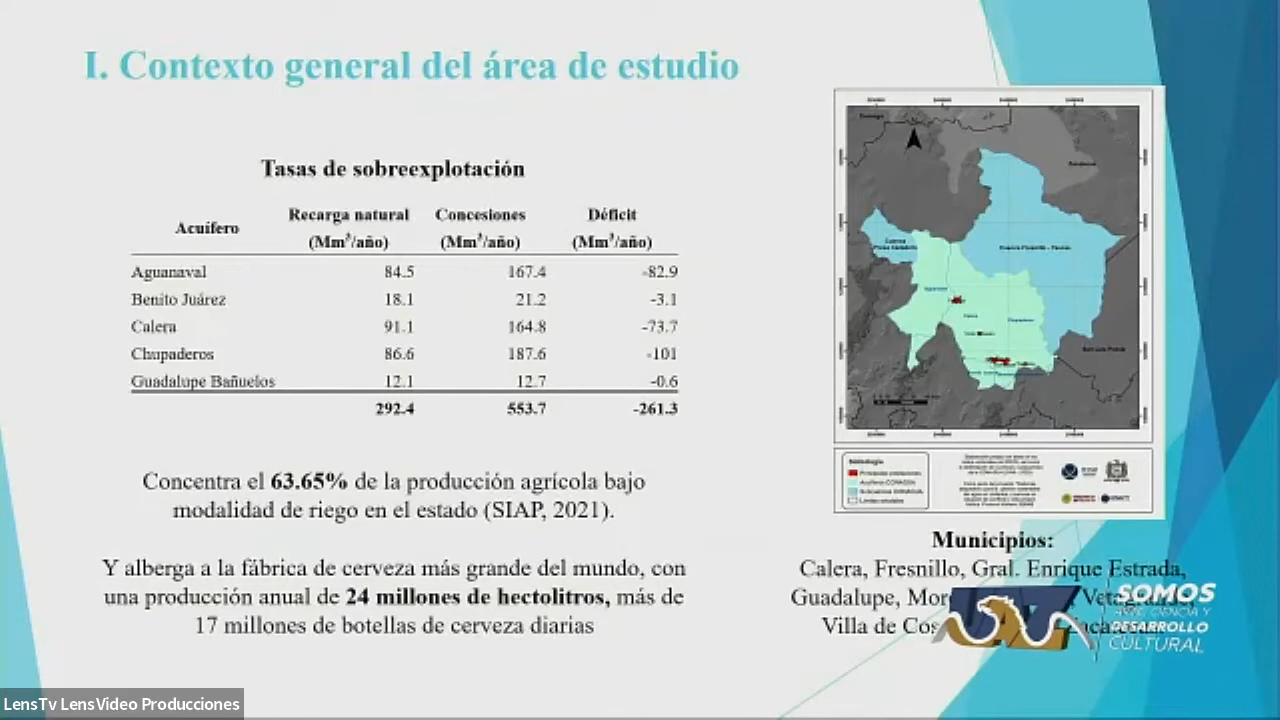 I. Contexto general del área de estudio
Tasas de sobreexplotación
Acuífero Recarga natural (Mm³/año) Concesiones (Mm³/año) Déficit (Mm³/año)
Aguanaval 84.5 167.4 -82.9
Benito Juárez 18.1 21.2 -3.1
Calera 91.1 164.8 -73.7
Chupaderos 86.6 187.6 -101
Guadalupe Bañuelos 12.1 12.7 -0.6
292.4 553.7 -261.3
Concentra el 63.65% de la producción agrícola bajo
modalidad de riego en el estado (SIAP, 2021).
Y alberga a la fábrica de cerveza más grande del mundo, con
una producción anual de 24 millones de hectolitros, más de
17 millones de botellas de cerveza diarias
Municipios:
Calera, Fresnillo, Gral. Enrique Estrada,
Guadalupe,
Villa de
SOMOS
ARTE, CIENCIA Y
DESARROLLO
CULTURAL
LensTv LensVideo Producciones